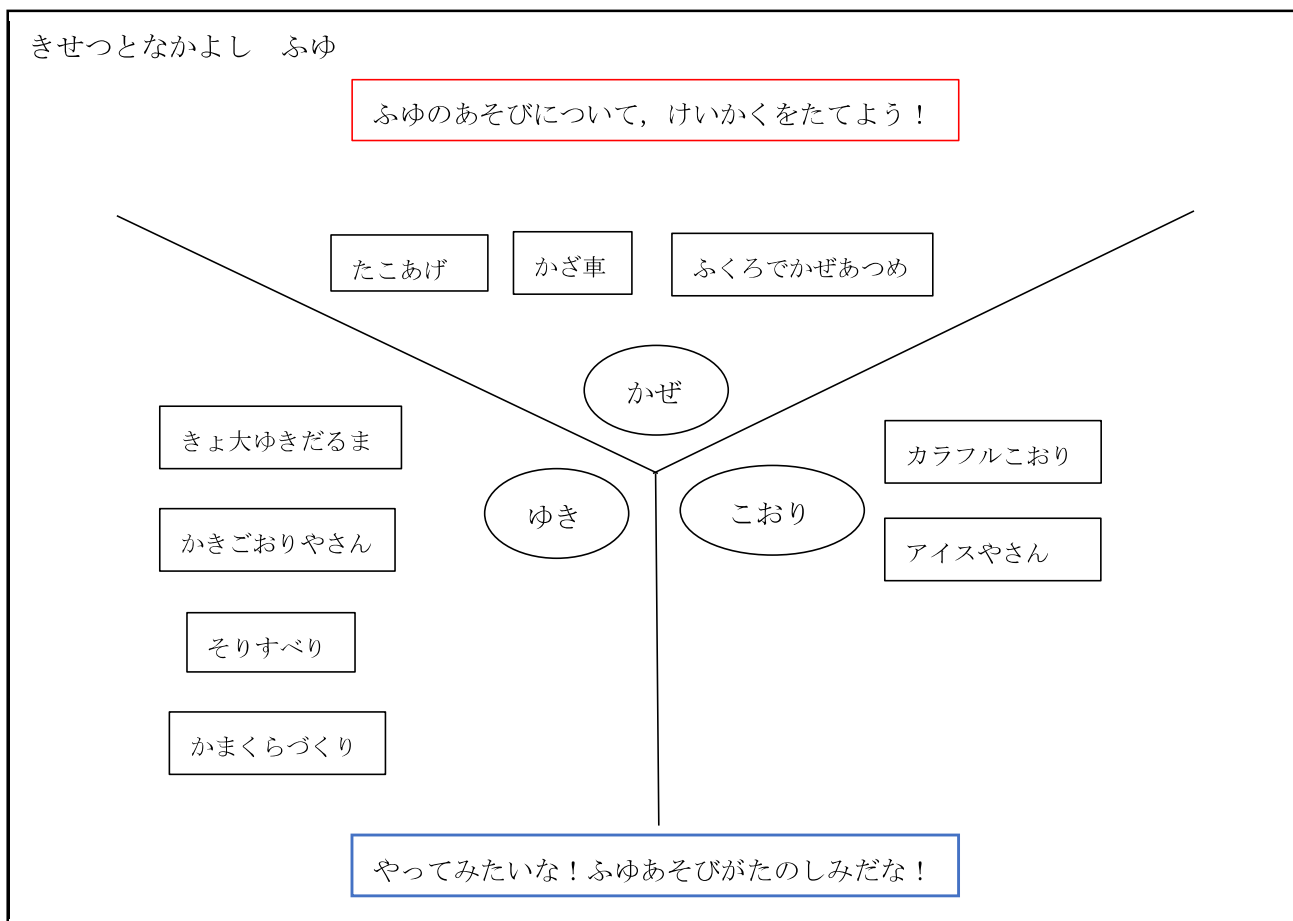 きせつとなかよし　ふゆ
ふゆのあそびについて，けいかくをたてよう！
たこあげ
かざ車
ふくろでかぜあつめ
かぜ
きょ大ゆきだるま
かきごおりやさん
そりすべり
かまくらづくり
ゆき
こおり
カラフルこおり
アイスやさん
やってみたいな！ふゆあそびがたのしみだな！